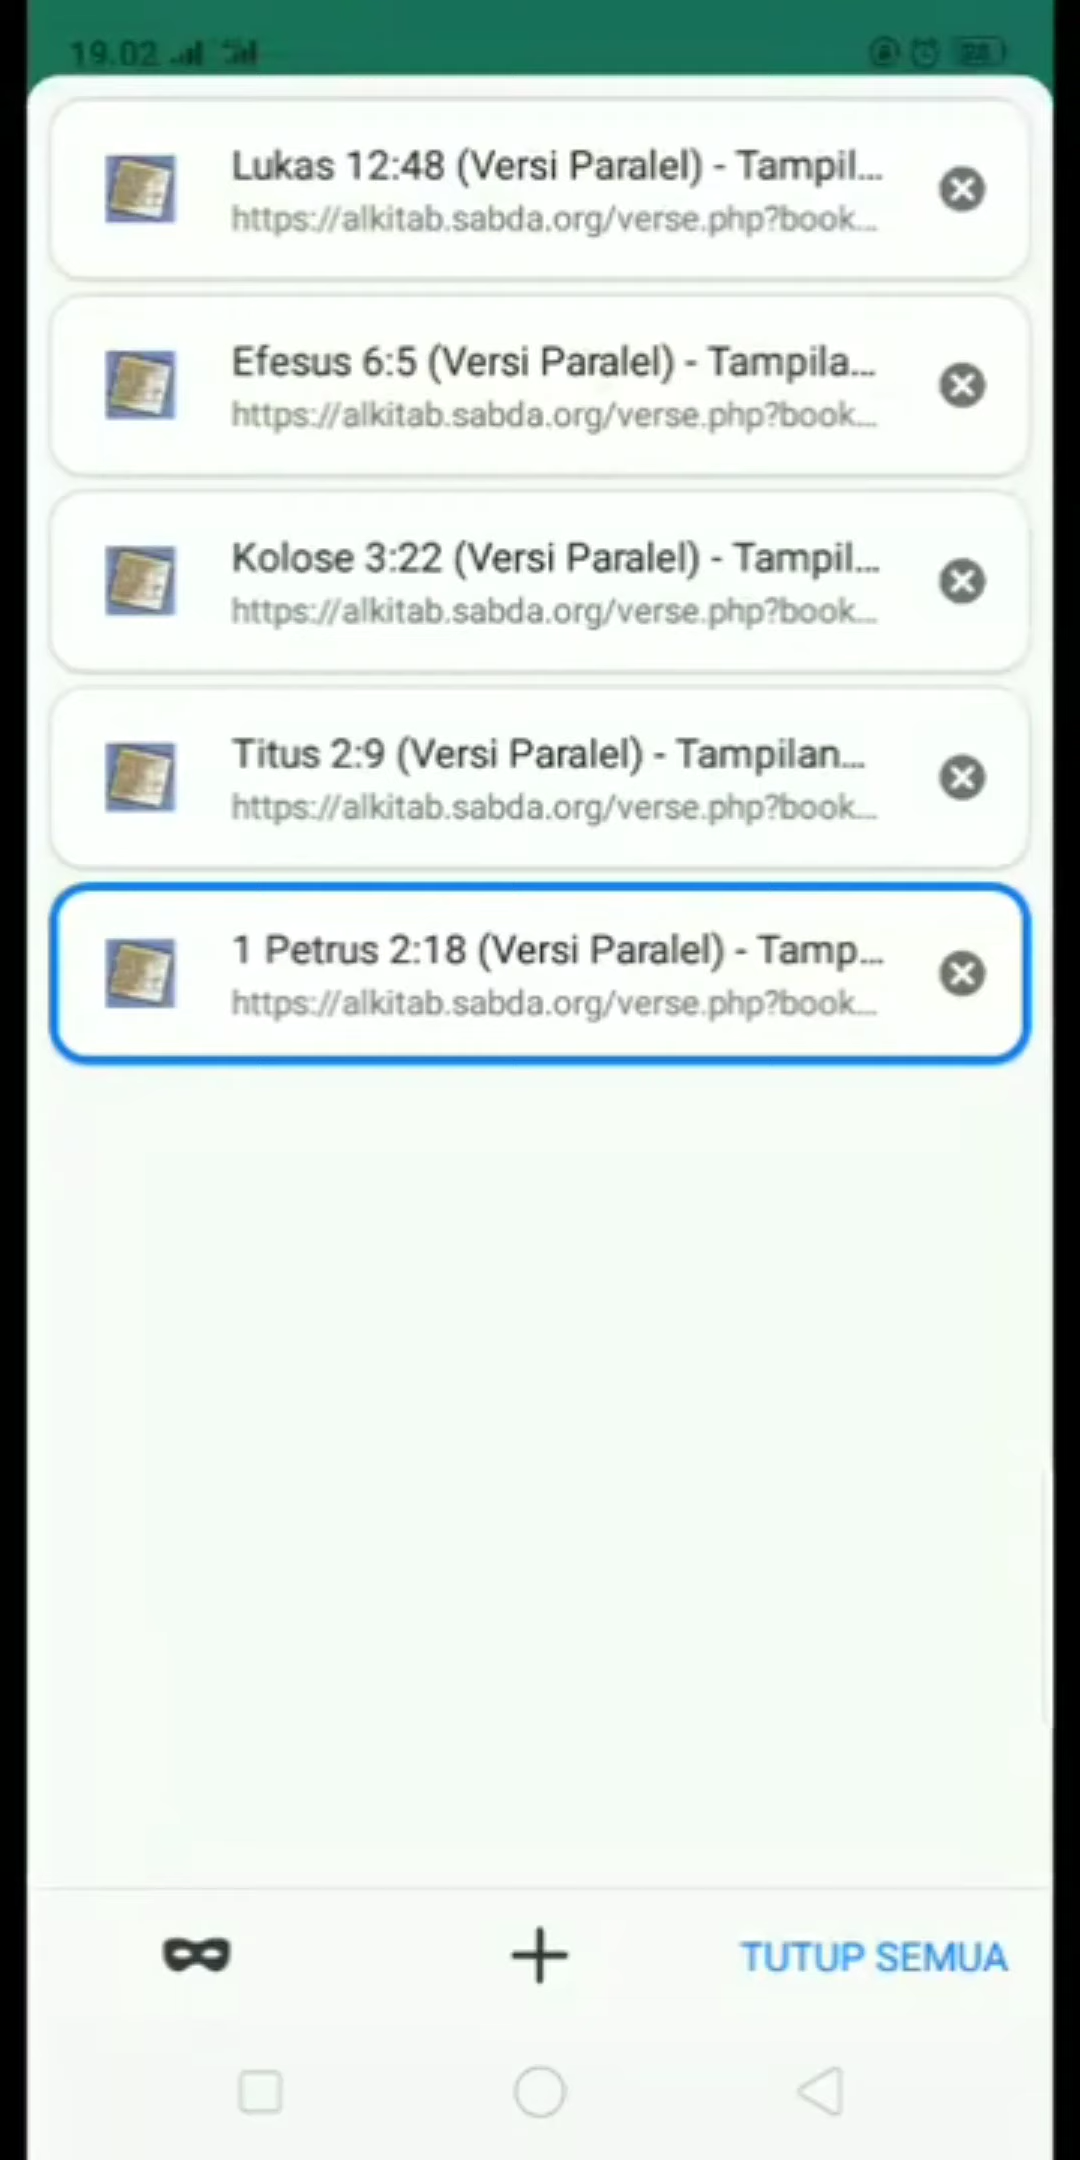 19.02
Lukas 12:48 (Versi Paralel) - Tampil...
https://alkitab.sabda.org/verse.php?book...
Efesus 6:5 (Versi Paralel) - Tampila...
https://alkitab.sabda.org/verse.php?book...
Kolose 3:22 (Versi Paralel) - Tampil...
https://alkitab.sabda.org/verse.php?book...
Titus 2:9 (Versi Paralel) - Tampilan...
https://alkitab.sabda.org/verse.php?book...
1 Petrus 2:18 (Versi Paralel) - Tamp...
https://alkitab.sabda.org/verse.php?book...
TUTUP SEMUA